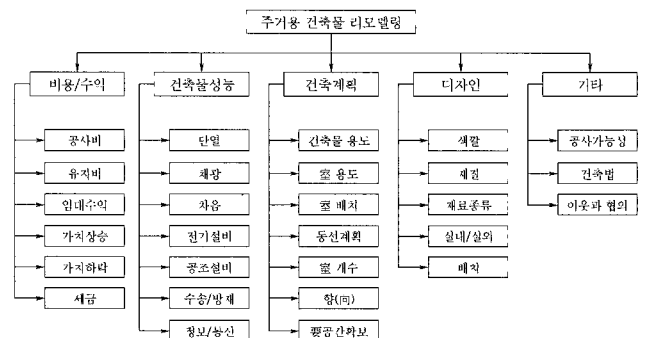 주거용 건축물 리모델링
비용/수익
건축물성능
건축계획
디자인
기타
공사비
유지비
임대수익
가치상승
가치하락
세금
단열
채광
차음
전기설비
공조설비
수송/방재
정보/통신
건축물 용도
室 용도
室 배치
동선계획
室 개수
향(向)
要공간확보
색깔
재질
재료종류
실내/실외
배치
공사가능성
건축법
이웃과 협의